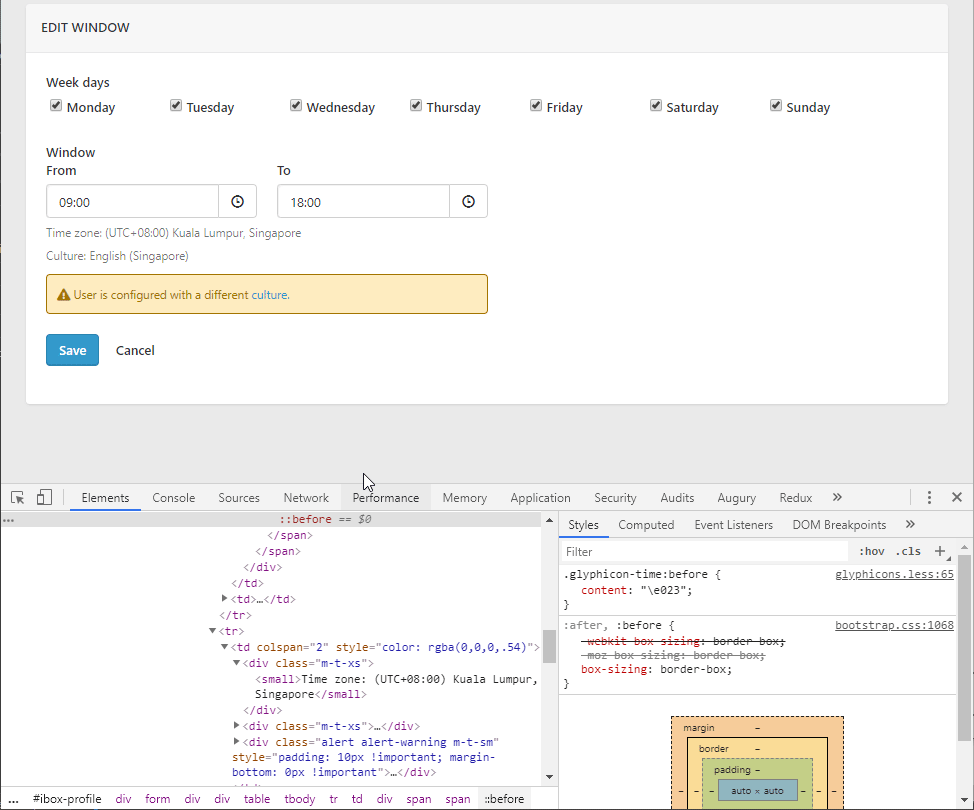 EDIT WINDOW
Week days
Monday Tuesday Wednesday Thursday Friday Saturday Sunday
Window
From To
09:00 18:00
Time zone: (UTC+08:00) Kuala Lumpur, Singapore
Culture: English (Singapore)
User is configured with a different culture.
Save Cancel
Elements Console Sources Network Performance Memory Application Security Audits Augury Redux »
... ::before == $0
</span>
</span>
</div>
</td>
<td>…</td>
</tr>
<tr>
<td colspan="2" style="color: rgba(0,0,0,.54)">
<div class="m-t-xs">
<small>Time zone: (UTC+08:00) Kuala Lumpur,
Singapore</small>
</div>
<div class="m-t-xs">…</div>
<div class="alert alert-warning m-t-sm"
style="padding: 10px !important; margin-
bottom: 0px !important">…</div>
... #ibox-profile div form div div table tbody tr td div span span ::before
Styles Computed Event Listeners DOM Breakpoints »
Filter :hov .cls +
.glyphicon-time:before { glyphicons.less:65
content: "\e023";
}
:after, :before { bootstrap.css:1068
-webkit-box-sizing: border-box;
-moz-box-sizing: border-box;
box-sizing: border-box;
}
margin –
border –
padding –
– – – auto × auto – – –